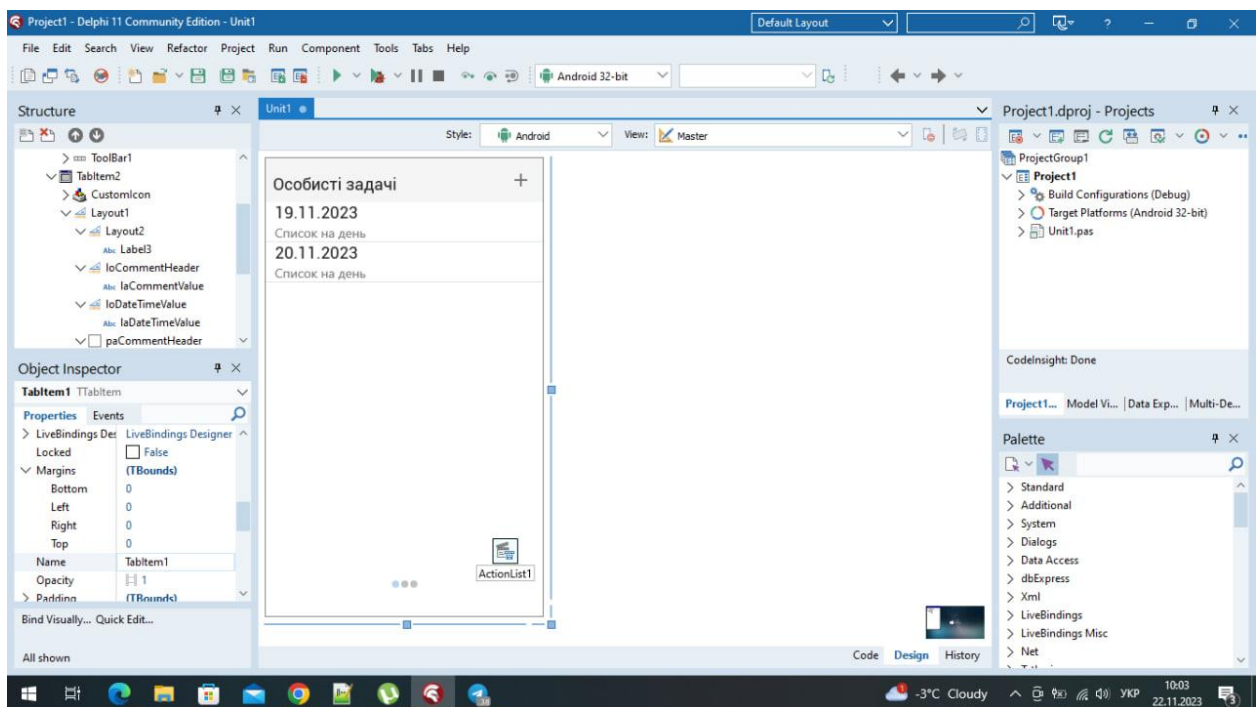 Project1 - Delphi 11 Community Edition - Unit1
Default Layout
?
File Edit Search View Refactor Project Run Component Tools Tabs Help
Android 32-bit
Structure
ToolBar1
TabItem2
CustomIcon
Layout1
Layout2
Abc Label3
loCommentHeader
Abc laCommentValue
loDateTimeValue
Abc laDateTimeValue
paCommentHeader
Object Inspector
TabItem1 TTabItem
Properties Events
LiveBindings Des LiveBindings Designer
Locked False
Margins (TBounds)
Bottom 0
Left 0
Right 0
Top 0
Name TabItem1
Opacity 1
Padding (TBounds)
Bind Visually... Quick Edit...
All shown
Unit1
Style: Android View: Master
Особисті задачі +
19.11.2023
Список на день
20.11.2023
Список на день
ActionList1
Code Design History
Project1.dproj - Projects
ProjectGroup1
Project1
Build Configurations (Debug)
Target Platforms (Android 32-bit)
Unit1.pas
CodeInsight: Done
Project1... Model Vi... Data Exp... Multi-De...
Palette
Standard
Additional
System
Dialogs
Data Access
dbExpress
Xml
LiveBindings
LiveBindings Misc
Net
-3°C Cloudy
УКР
10:03
22.11.2023
3